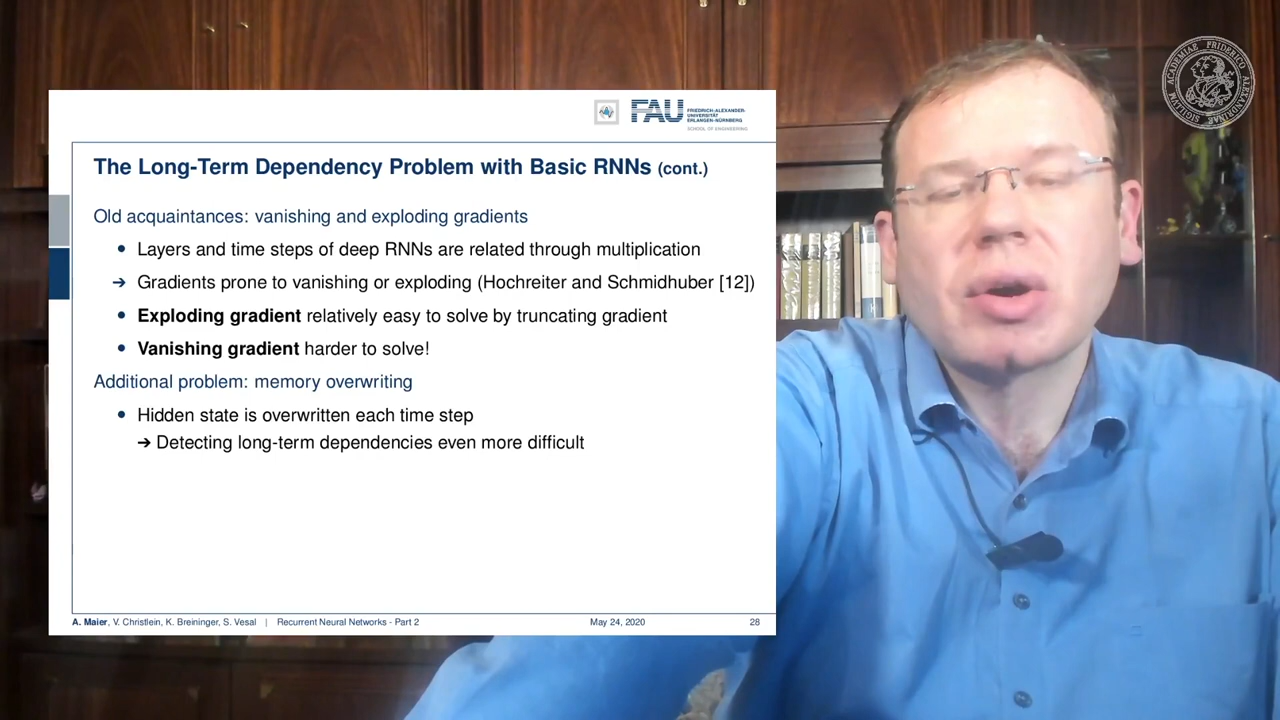 FAU FRIEDRICH-ALEXANDER-
UNIVERSITÄT
ERLANGEN-NÜRNBERG
SCHOOL OF ENGINEERING
The Long-Term Dependency Problem with Basic RNNs (cont.)
Old acquaintances: vanishing and exploding gradients
• Layers and time steps of deep RNNs are related through multiplication
➔ Gradients prone to vanishing or exploding (Hochreiter and Schmidhuber [12])
• Exploding gradient relatively easy to solve by truncating gradient
• Vanishing gradient harder to solve!
Additional problem: memory overwriting
• Hidden state is overwritten each time step
➔ Detecting long-term dependencies even more difficult
A. Maier, V. Christlein, K. Breininger, S. Vesal | Recurrent Neural Networks - Part 2 May 24, 2020 28